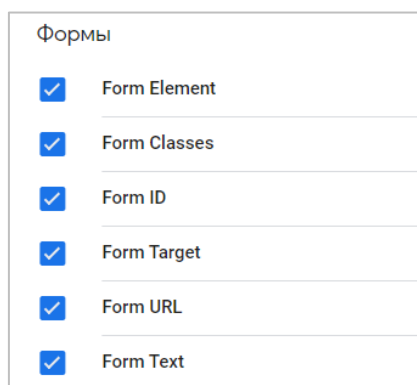 Формы
Form Element
Form Classes
Form ID
Form Target
Form URL
Form Text